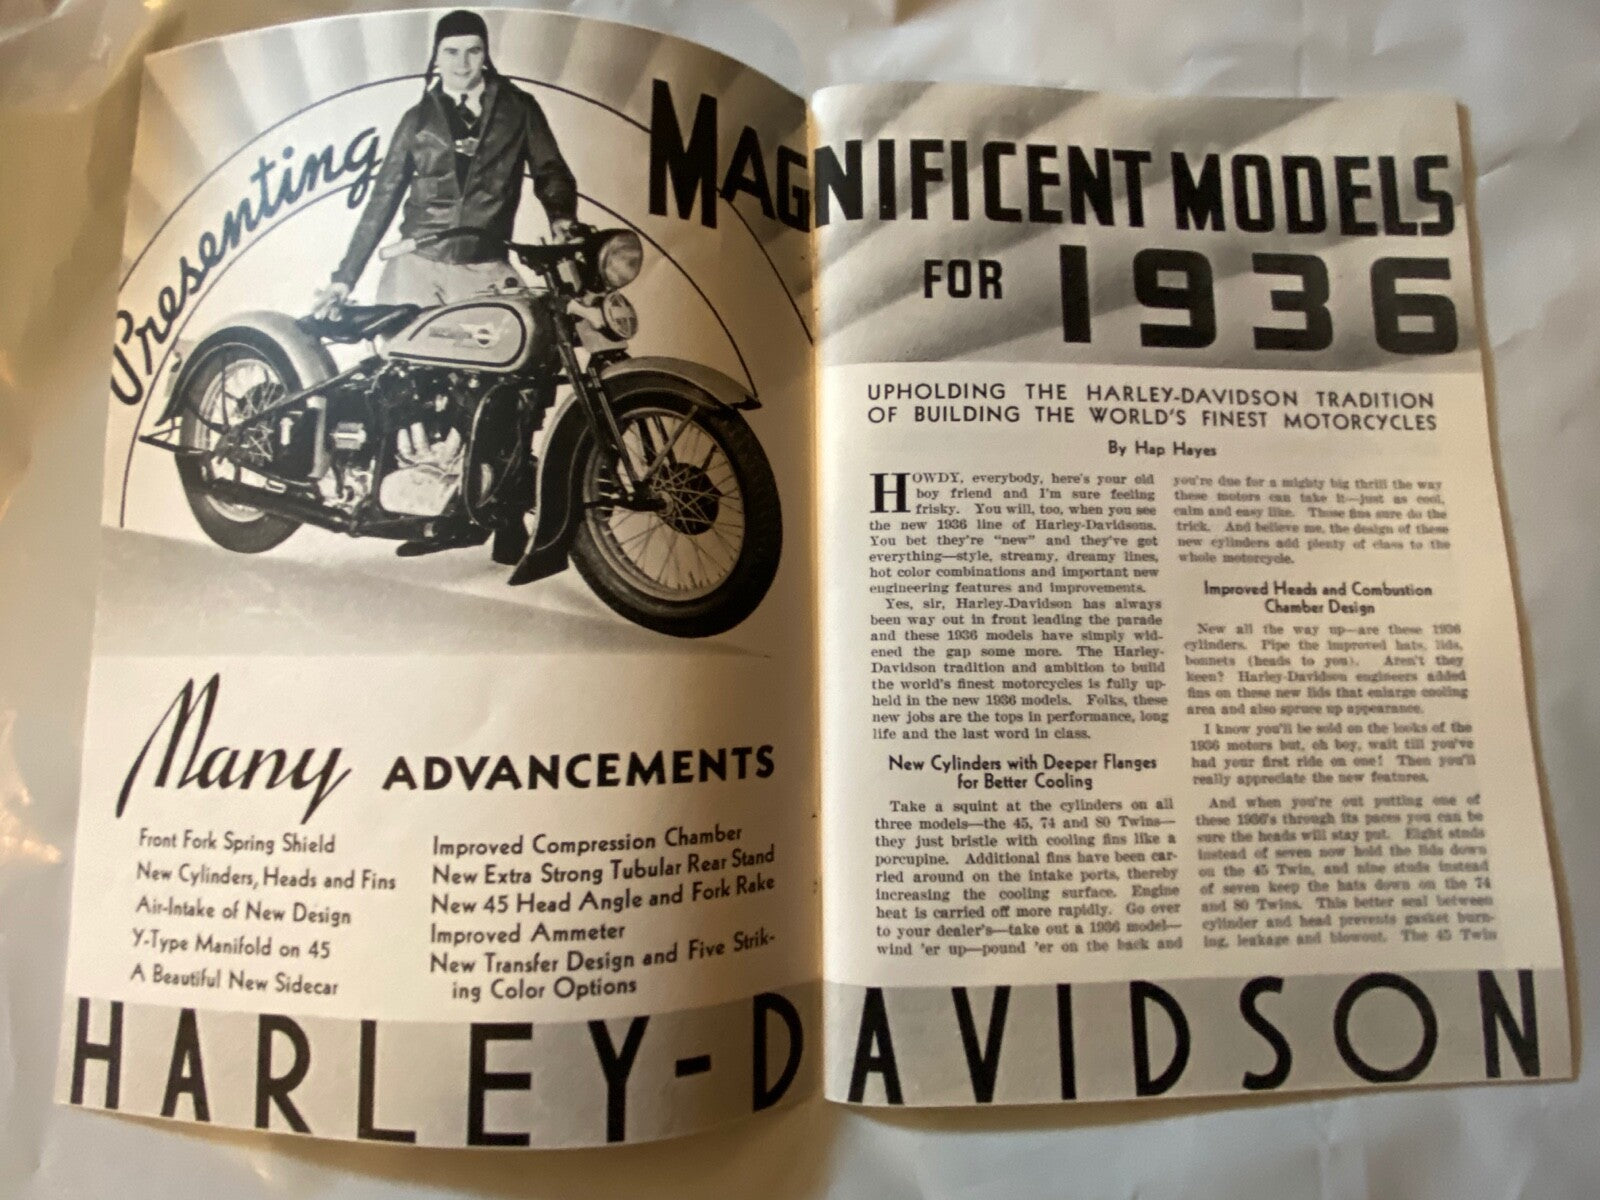 Presenting MAGNIFICENT MODELS
FOR 1936
Many ADVANCEMENTS
Front Fork Spring Shield
New Cylinders, Heads and Fins
Air-Intake of New Design
Y-Type Manifold on 45
A Beautiful New Sidecar
Improved Compression Chamber
New Extra Strong Tubular Rear Stand
New 45 Head Angle and Fork Rake
Improved Ammeter
New Transfer Design and Five Strik-
ing Color Options
UPHOLDING THE HARLEY-DAVIDSON TRADITION
OF BUILDING THE WORLD'S FINEST MOTORCYCLES
By Hap Hayes
HOWDY, everybody, here's your old
boy friend and I'm sure feeling
frisky. You will, too, when you see
the new 1936 line of Harley-Davidsons.
You bet they're "new" and they've got
everything—style, streamy, dreamy lines,
hot color combinations and important new
engineering features and improvements.
Yes, sir, Harley-Davidson has always
been way out in front leading the parade
and these 1936 models have simply wid-
ened the gap some more. The Harley-
Davidson tradition and ambition to build
the world's finest motorcycles is fully up-
held in the new 1936 models. Folks, these
new jobs are the tops in performance, long
life and the last word in class.
New Cylinders with Deeper Flanges
for Better Cooling
Take a squint at the cylinders on all
three models—the 45, 74 and 80 Twins—
they just bristle with cooling fins like a
porcupine. Additional fins have been car-
ried around on the intake ports, thereby
increasing the cooling surface. Engine
heat is carried off more rapidly. Go over
to your dealer's—take out a 1936 model—
wind 'er up—pound 'er on the back and
you're due for a mighty big thrill the way
these motors can take it—just as cool,
calm and easy like. Those fins sure do the
trick. And believe me, the design of these
new cylinders add plenty of class to the
whole motorcycle.
Improved Heads and Combustion
Chamber Design
New all the way up—are these 1936
cylinders. Pipe the improved hats, lids,
bonnets (heads to you). Aren't they
keen? Harley-Davidson engineers added
fins on these new lids that enlarge cooling
area and also spruce up appearance.
I know you'll be sold on the looks of the
1936 motors but, oh boy, wait till you've
had your first ride on one! Then you'll
really appreciate the new features.
And when you're out putting one of
these 1936's through its paces you can be
sure the heads will stay put. Eight studs
instead of seven now hold the lids down
on the 45 Twin, and nine studs instead
of seven keep the hats down on the 74
and 80 Twins. This better seal between
cylinder and head prevents gasket burn-
ing, leakage and blowout. The 45 Twin
HARLEY-DAVIDSON